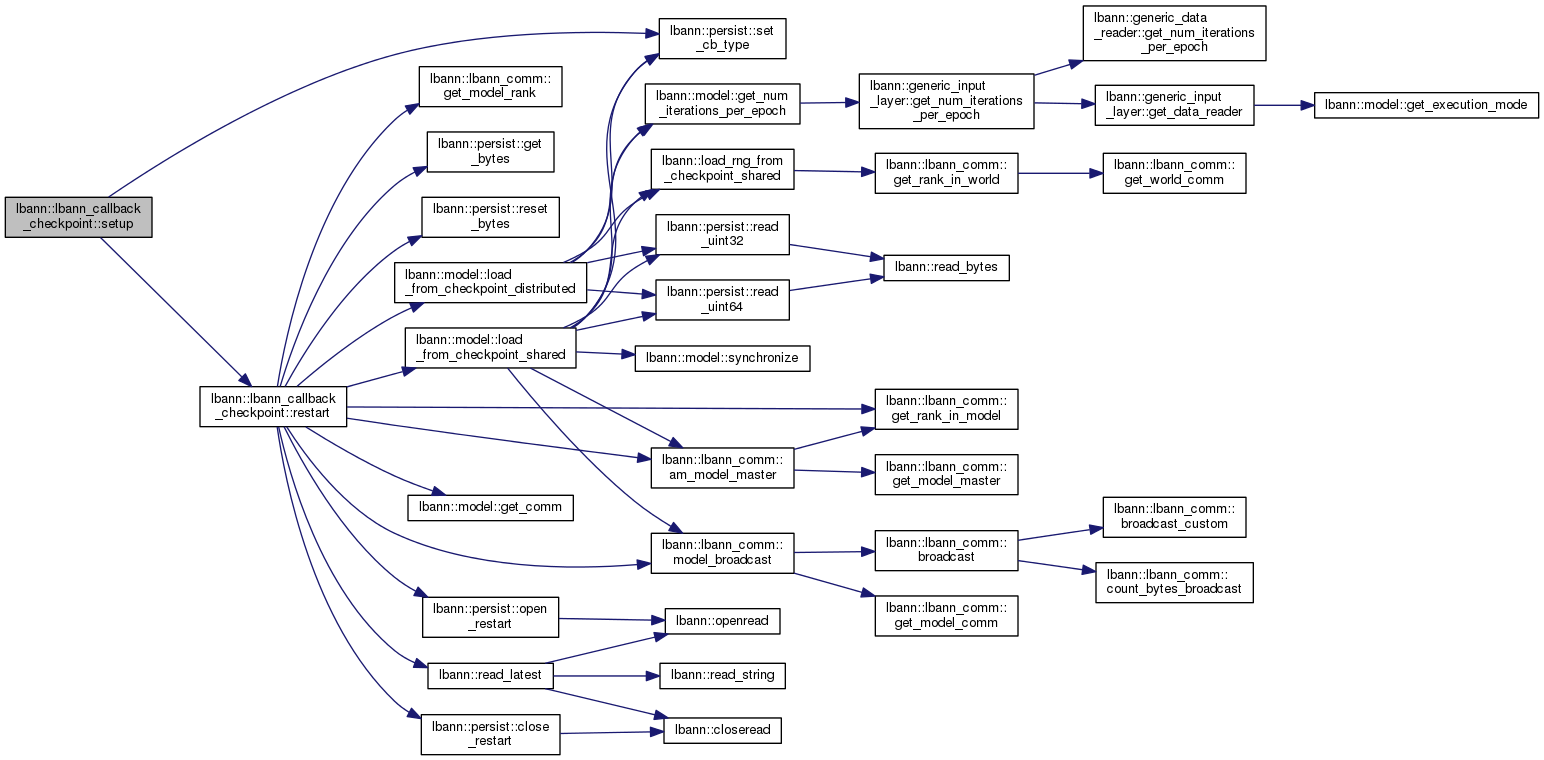 lbann::lbann_callback
_checkpoint::setup
lbann::persist::set
_cb_type
lbann::lbann_comm::
get_model_rank
lbann::persist::get
_bytes
lbann::persist::reset
_bytes
lbann::model::load
_from_checkpoint_distributed
lbann::model::load
_from_checkpoint_shared
lbann::lbann_callback
_checkpoint::restart
lbann::model::get_comm
lbann::persist::open
_restart
lbann::read_latest
lbann::persist::close
_restart
lbann::model::get_num
_iterations_per_epoch
lbann::load_rng_from
_checkpoint_shared
lbann::persist::read
_uint32
lbann::persist::read
_uint64
lbann::model::synchronize
lbann::lbann_comm::
am_model_master
lbann::lbann_comm::
model_broadcast
lbann::openread
lbann::read_string
lbann::closeread
lbann::generic_input
_layer::get_num_iterations
_per_epoch
lbann::lbann_comm::
get_rank_in_world
lbann::read_bytes
lbann::lbann_comm::
get_rank_in_model
lbann::lbann_comm::
get_model_master
lbann::lbann_comm::
broadcast
lbann::lbann_comm::
get_model_comm
lbann::generic_data
_reader::get_num_iterations
_per_epoch
lbann::generic_input
_layer::get_data_reader
lbann::lbann_comm::
get_world_comm
lbann::lbann_comm::
broadcast_custom
lbann::lbann_comm::
count_bytes_broadcast
lbann::model::get_execution_mode